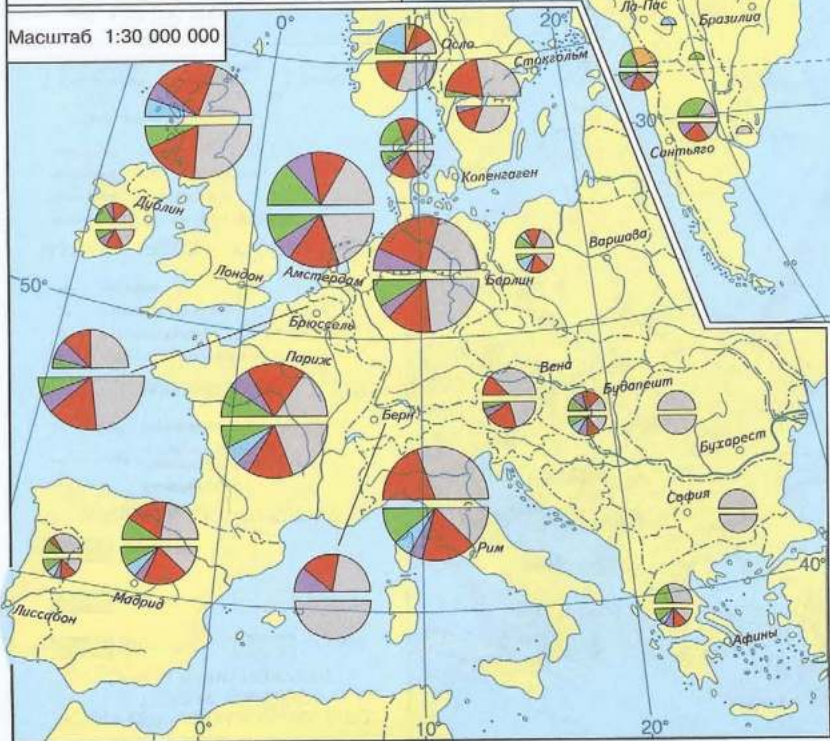 0°
20°
Ла-Пас
Бразилиа
Масштаб 1:30 000 000
Осло
Стокгольм
30°
Сантьяго
Копенгаген
Дублин
Варшава
50°
Лондон
Амстердам
Берлин
Брюссель
Париж
Вена
Будапешт
Берн
Бухарест
София
Рим
40°
Мадрид
Лиссабон
Афины
0°
10°
20°